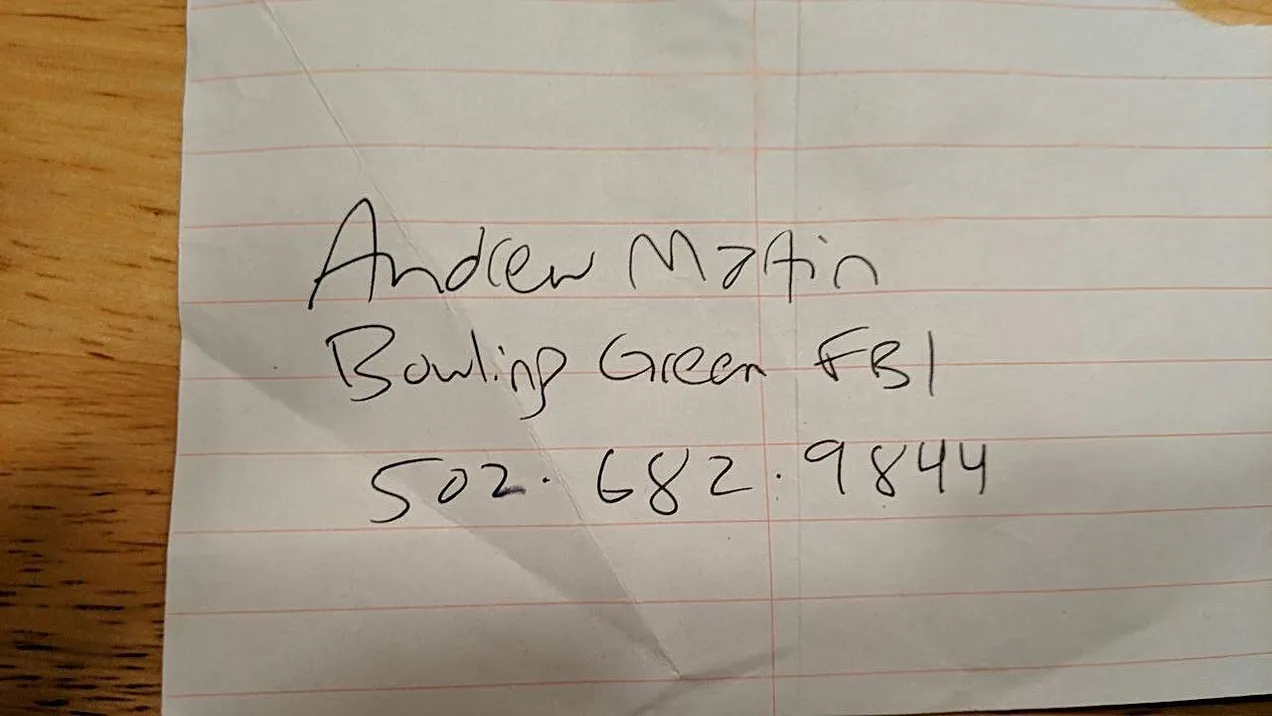 Andrew Martin
Bowling Green FBI
502.682.9844